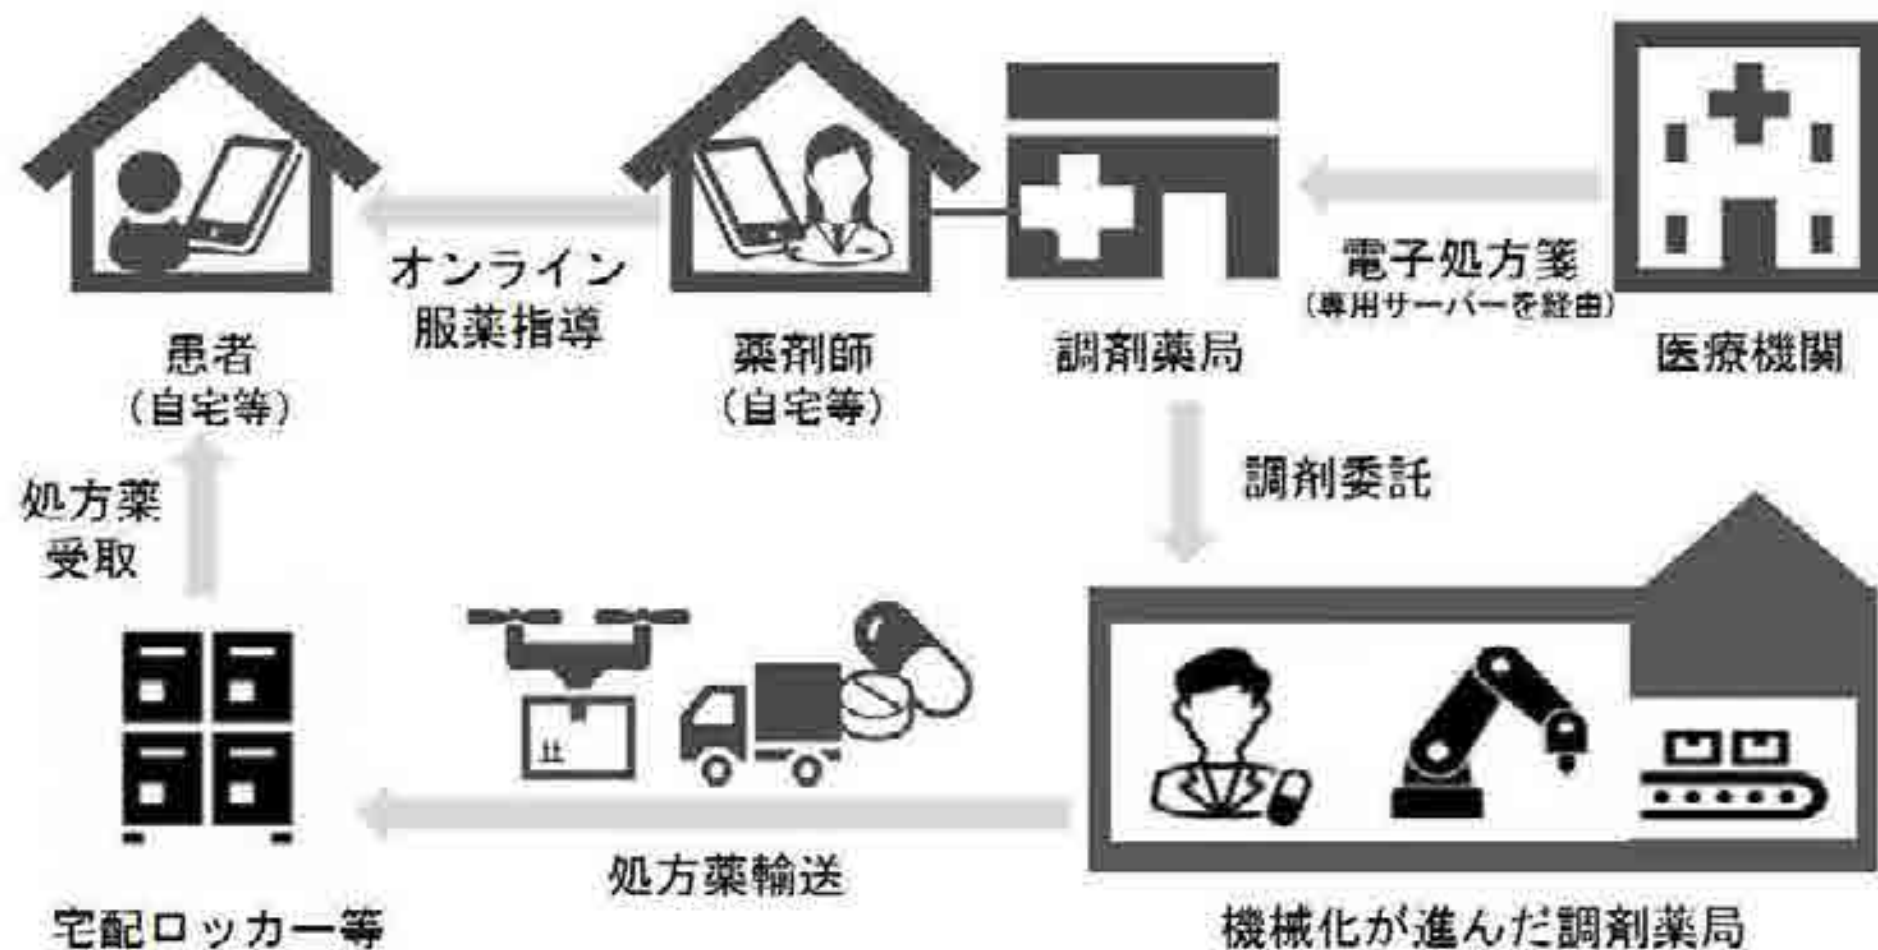 オンライン
服薬指導
電子処方箋
(専用サーバーを経由)
患者
(自宅等)
薬剤師
(自宅等)
調剤薬局
医療機関
処方薬
受取
調剤委託
処方薬輸送
宅配ロッカー等
機械化が進んだ調剤薬局